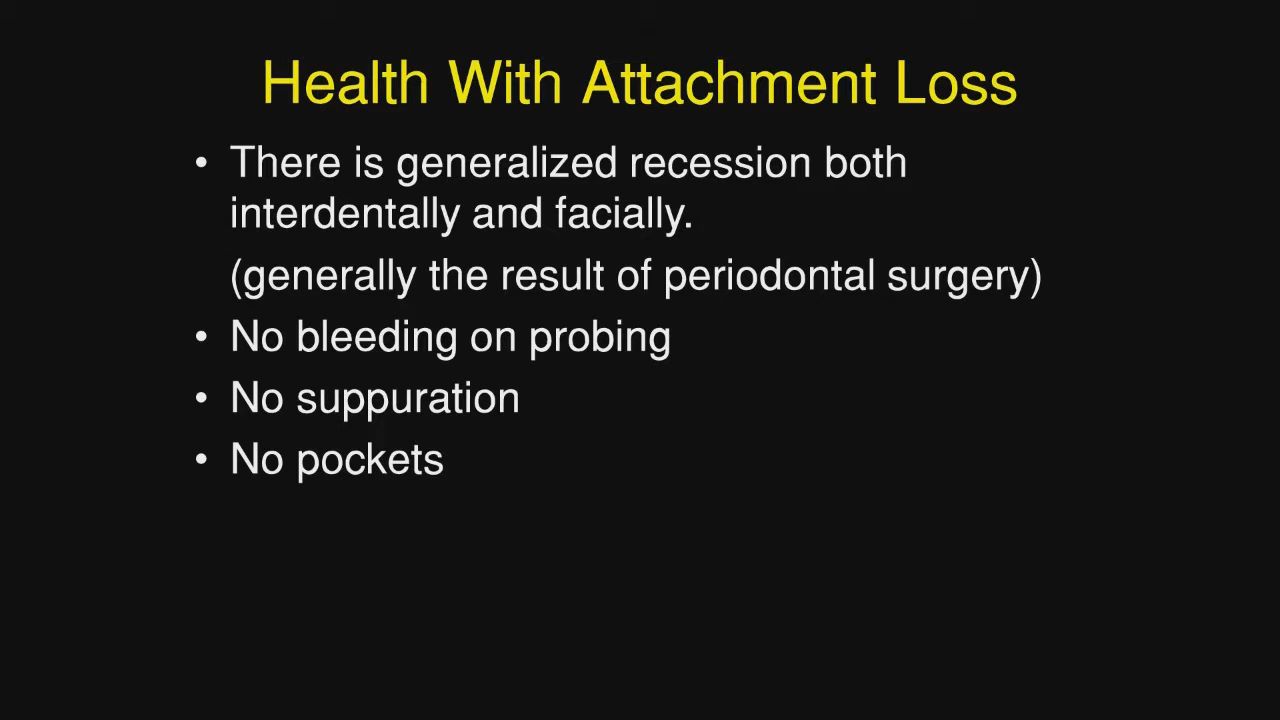 Health With Attachment Loss
• There is generalized recession both
interdentally and facially.
(generally the result of periodontal surgery)
• No bleeding on probing
• No suppuration
• No pockets